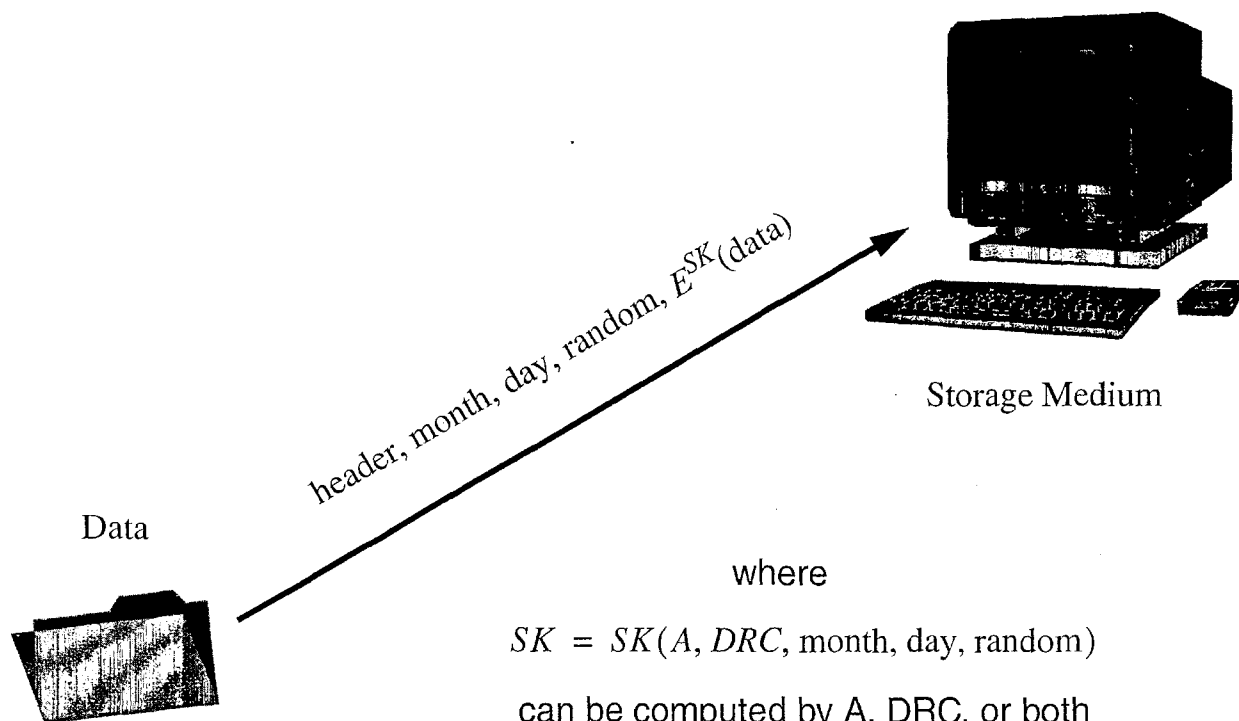 header, month, day, random, E^SK(data)
Storage Medium
Data
where
SK = SK(A, DRC, month, day, random)
can be computed by A, DRC, or both